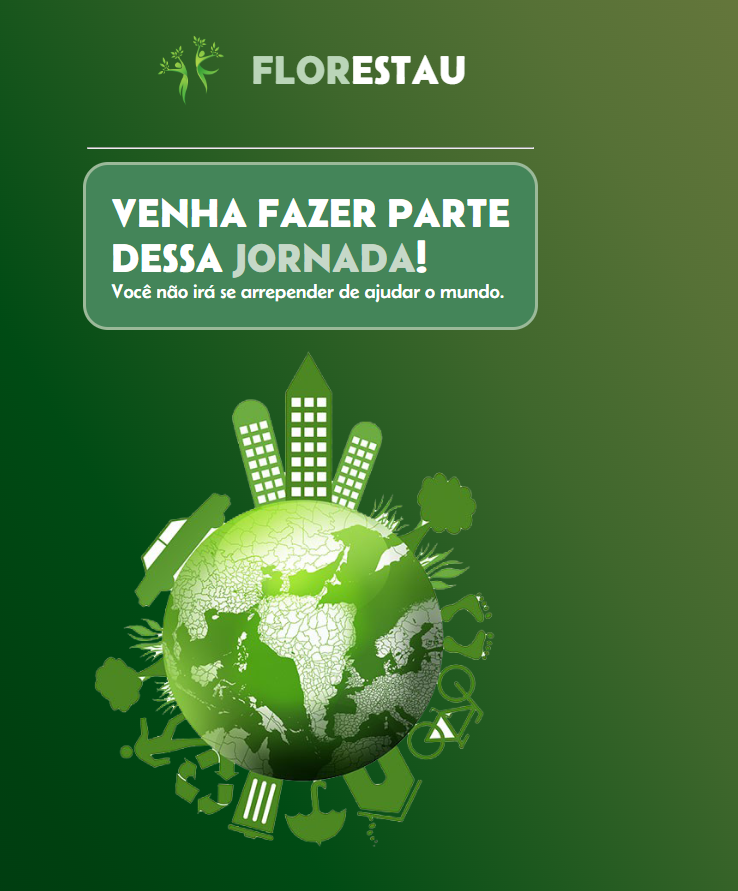 FLORESTAU
VENHA FAZER PARTE
DESSA JORNADA!
Você não irá se arrepender de ajudar o mundo.